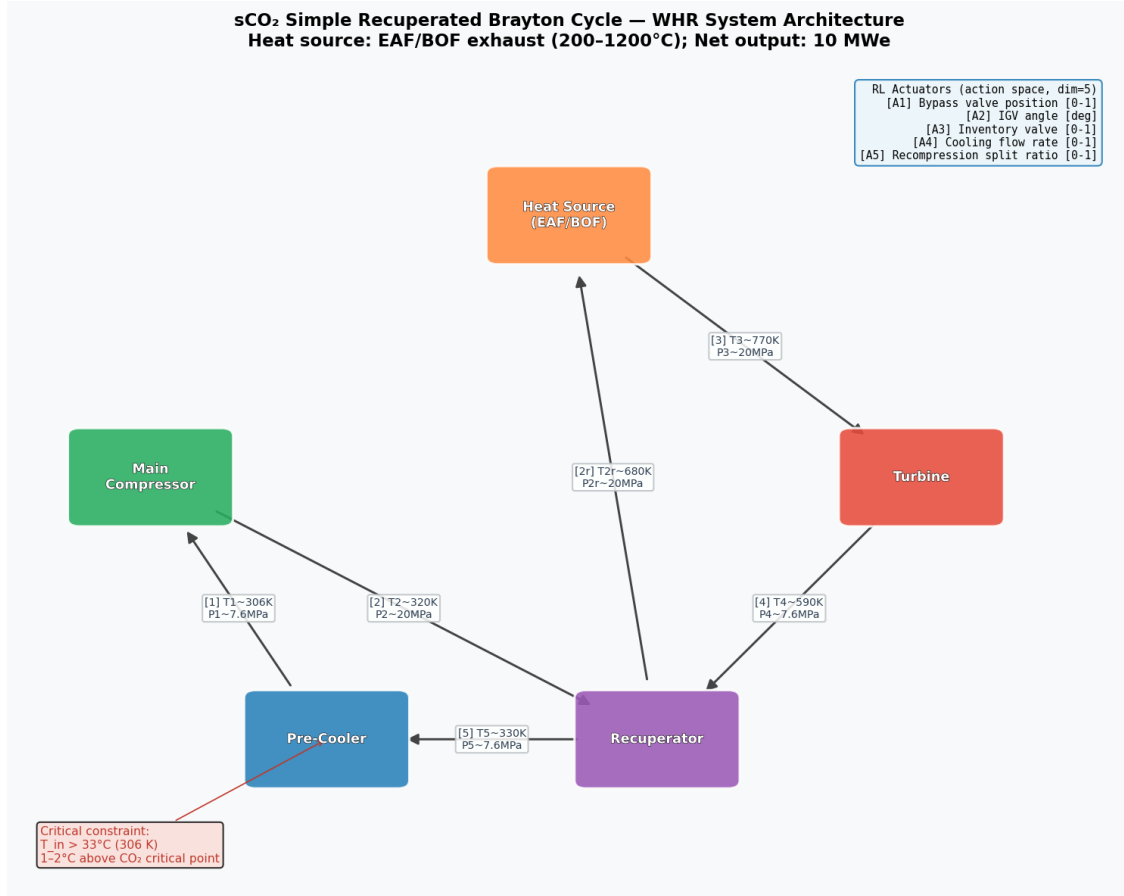 sCO₂ Simple Recuperated Brayton Cycle — WHR System Architecture
Heat source: EAF/BOF exhaust (200–1200°C); Net output: 10 MWe
RL Actuators (action space, dim=5)
[A1] Bypass valve position [0-1]
[A2] IGV angle [deg]
[A3] Inventory valve [0-1]
[A4] Cooling flow rate [0-1]
[A5] Recompression split ratio [0-1]
Heat Source
(EAF/BOF)
[3] T3~770K
P3~20MPa
Main
Compressor
[2r] T2r~680K
P2r~20MPa
Turbine
[1] T1~306K
P1~7.6MPa
[2] T2~320K
P2~20MPa
[4] T4~590K
P4~7.6MPa
Pre-Cooler
[5] T5~330K
P5~7.6MPa
Recuperator
Critical constraint:
T_in > 33°C (306 K)
1–2°C above CO₂ critical point